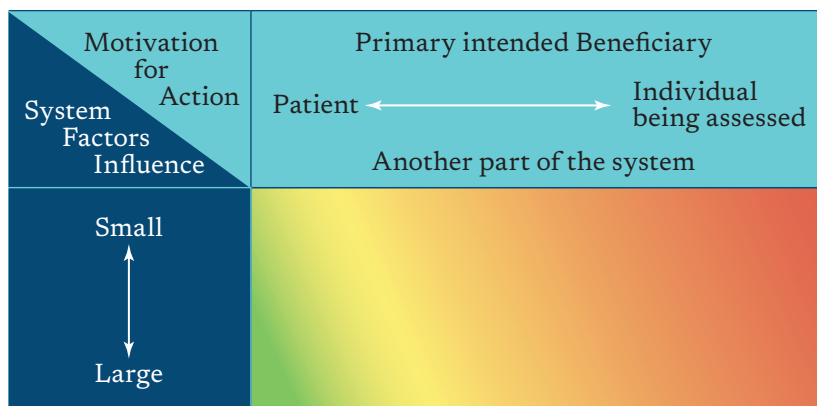 Motivation
for
Action
System
Factors
Influence
Primary intended Beneficiary
Patient
Individual
being assessed
Another part of the system
Small
Large